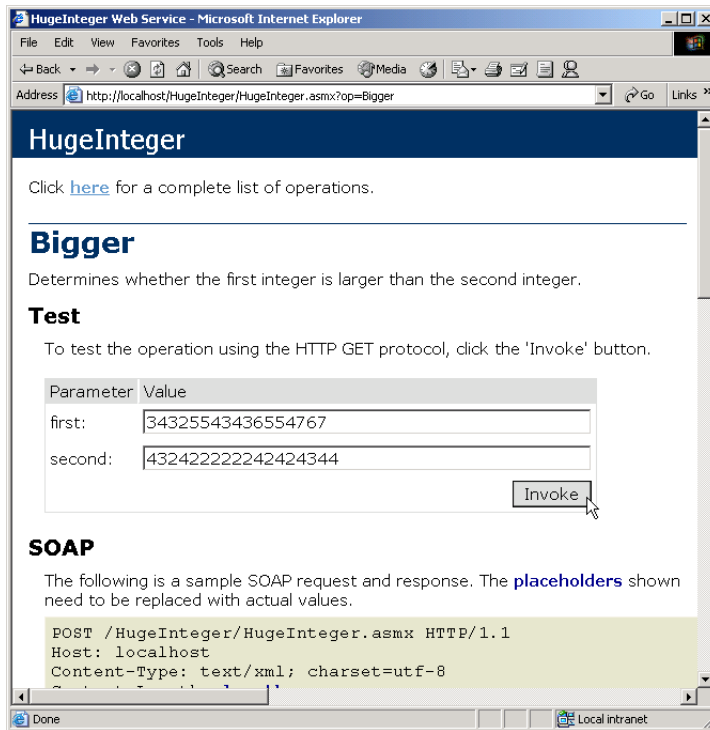 HugeInteger Web Service - Microsoft Internet Explorer
File Edit View Favorites Tools Help
Back Search Favorites Media
Address http://localhost/HugeInteger/HugeInteger.asmx?op=Bigger Go Links »
HugeInteger
Click here for a complete list of operations.
Bigger
Determines whether the first integer is larger than the second integer.
Test
To test the operation using the HTTP GET protocol, click the 'Invoke' button.
Parameter Value
first: 34325543436554767
second: 432422222242424344
Invoke
SOAP
The following is a sample SOAP request and response. The placeholders shown
need to be replaced with actual values.
POST /HugeInteger/HugeInteger.asmx HTTP/1.1
Host: localhost
Content-Type: text/xml; charset=utf-8
Done Local intranet